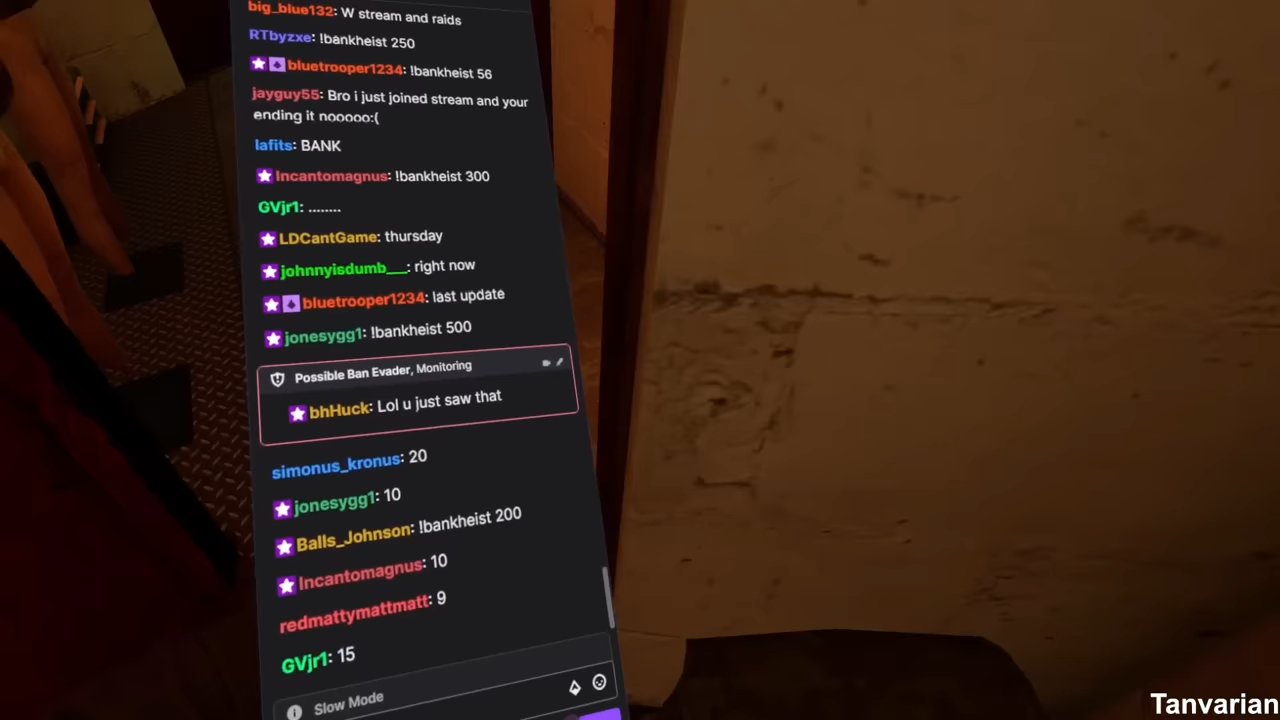 big_blue132: W stream and raids
RTbyzxe: !bankheist 250
bluetrooper1234: !bankheist 56
jayguy55: Bro i just joined stream and your
ending it nooooo:(
lafits: BANK
Incantomagnus: !bankheist 300
GVjr1: ........
LDCantGame: thursday
johnnyisdumb__: right now
bluetrooper1234: last update
jonesygg1: !bankheist 500
Possible Ban Evader, Monitoring
bhHuck: Lol u just saw that
simonus_kronus: 20
jonesygg1: 10
Balls_Johnson: !bankheist 200
Incantomagnus: 10
redmattymattmatt: 9
GVjr1: 15
Slow Mode
Tanvarian